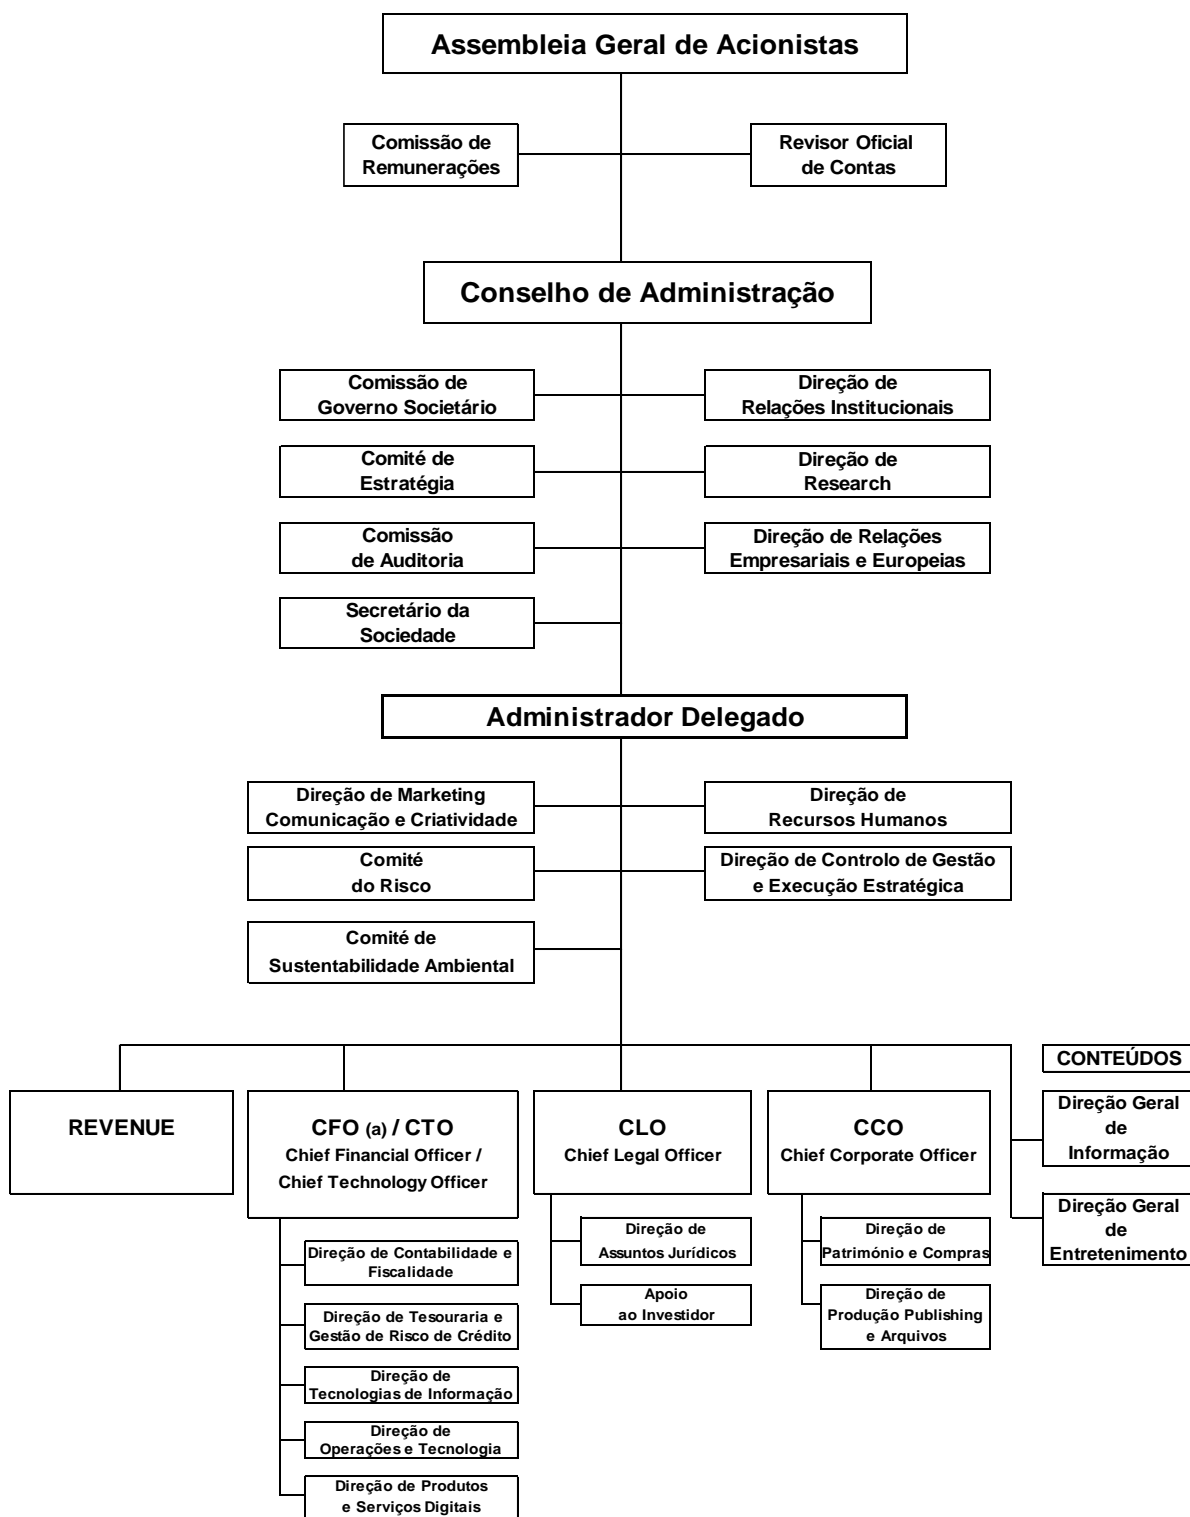 Assembleia Geral de Acionistas
Comissão de
Remunerações
Revisor Oficial
de Contas
Conselho de Administração
Comissão de
Governo Societário
Direção de
Relações Institucionais
Comité de
Estratégia
Direção de
Research
Comissão
de Auditoria
Direção de Relações
Empresariais e Europeias
Secretário da
Sociedade
Administrador Delegado
Direção de Marketing
Comunicação e Criatividade
Direção de
Recursos Humanos
Comité
do Risco
Direção de Controlo de Gestão
e Execução Estratégica
Comité de
Sustentabilidade Ambiental
REVENUE
CFO (a) / CTO
Chief Financial Officer /
Chief Technology Officer
Direção de Contabilidade e
Fiscalidade
Direção de Tesouraria e
Gestão de Risco de Crédito
Direção de
Tecnologias de Informação
Direção de
Operações e Tecnologia
Direção de Produtos
e Serviços Digitais
CLO
Chief Legal Officer
Direção de
Assuntos Jurídicos
Apoio
ao Investidor
CCO
Chief Corporate Officer
Direção de
Património e Compras
Direção de
Produção Publishing
e Arquivos
CONTEÚDOS
Direção Geral
de
Informação
Direção Geral
de
Entretenimento